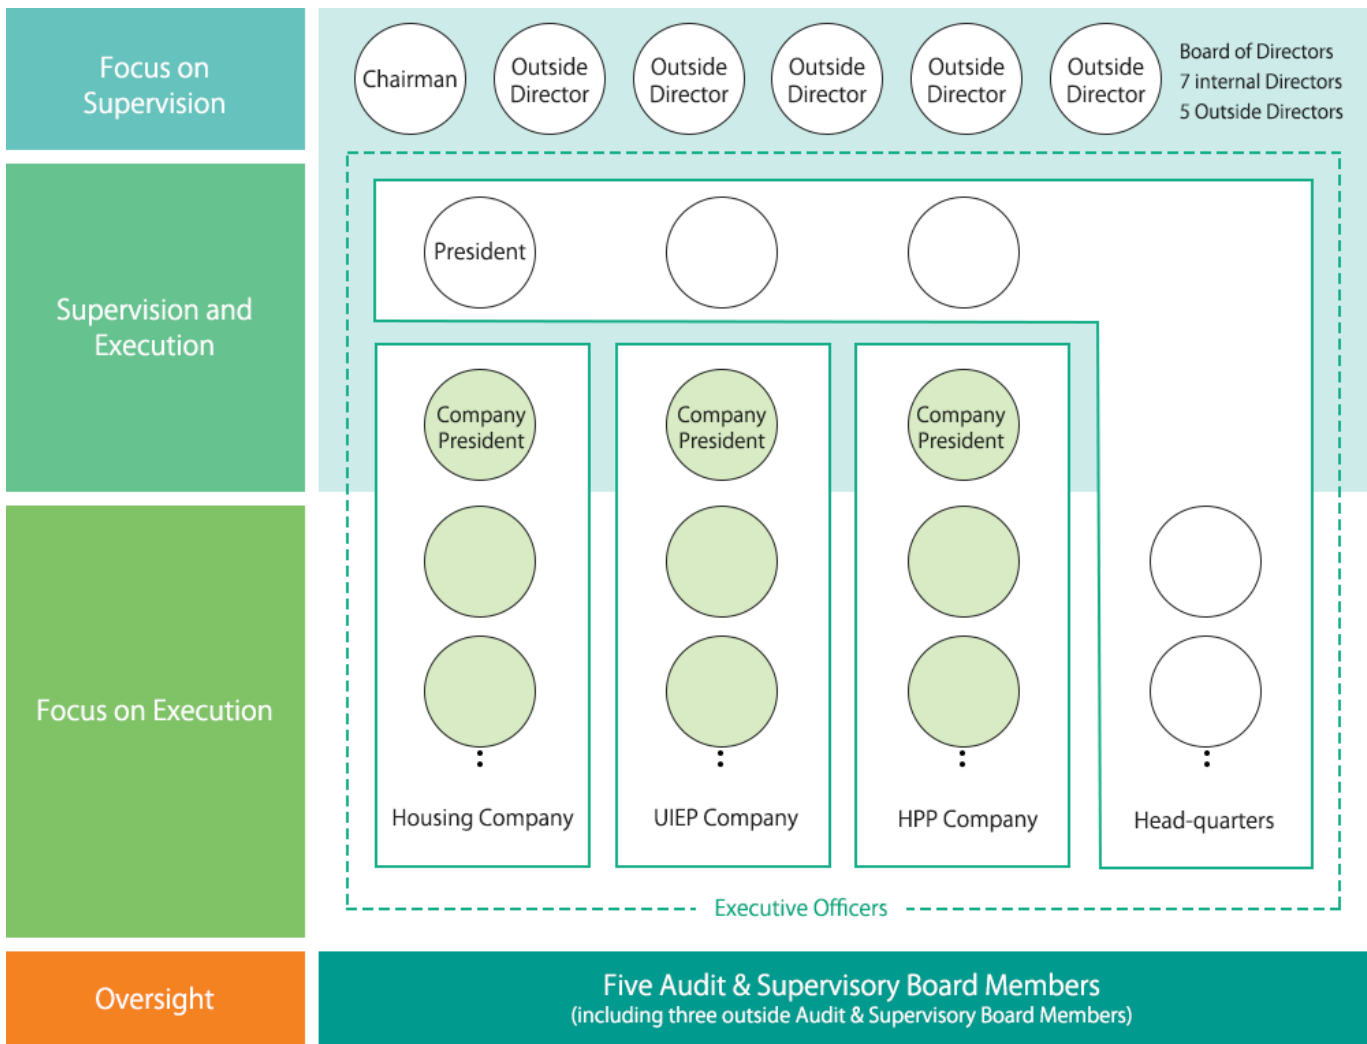 Focus on
Supervision
Chairman
Outside
Director
Outside
Director
Outside
Director
Outside
Director
Outside
Director
Board of Directors
7 internal Directors
5 Outside Directors
Supervision and
Execution
President
Company
President
Company
President
Company
President
Focus on Execution
Housing Company
UIEP Company
HPP Company
Head-quarters
Executive Officers
Oversight
Five Audit & Supervisory Board Members
(including three outside Audit & Supervisory Board Members)